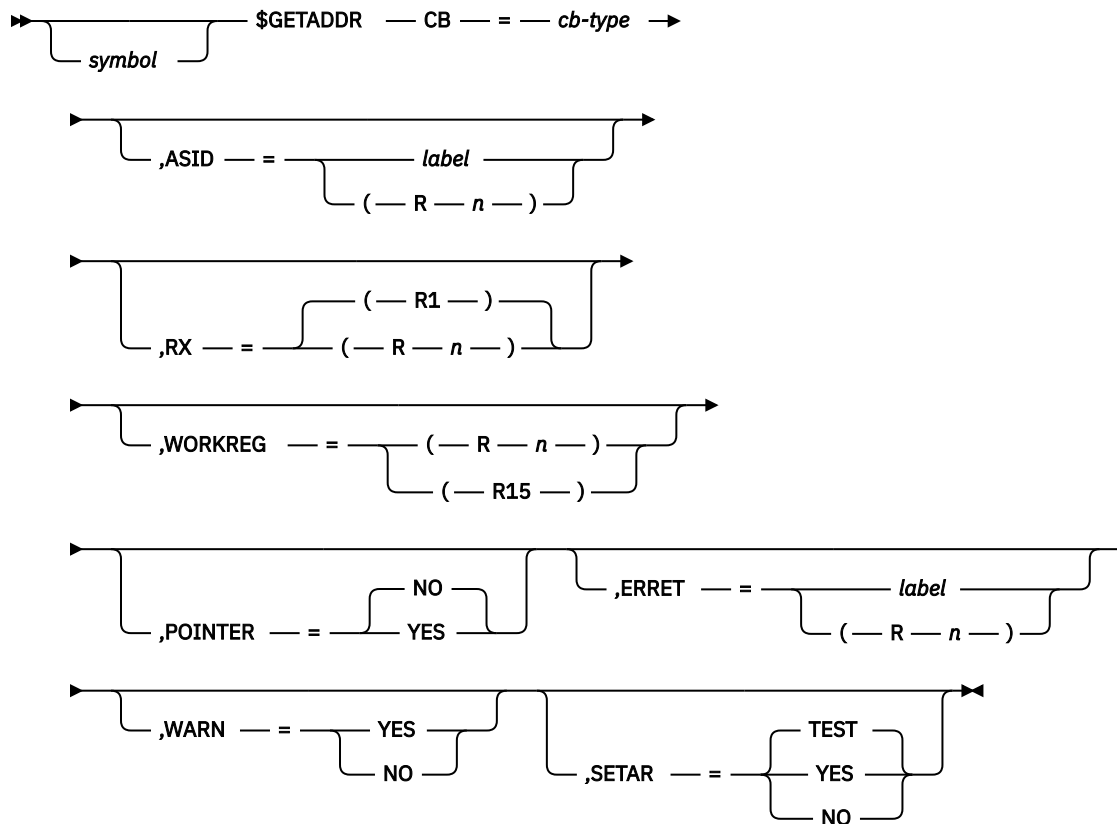 $GETADDR CB = cb-type
symbol
,ASID = label
( R n )
( R1 )
,RX = ( R n )
,WORKREG = ( R n )
( R15 )
NO
,POINTER = YES
,ERRET = label
( R n )
,WARN = YES
NO
TEST
,SETAR = YES
NO